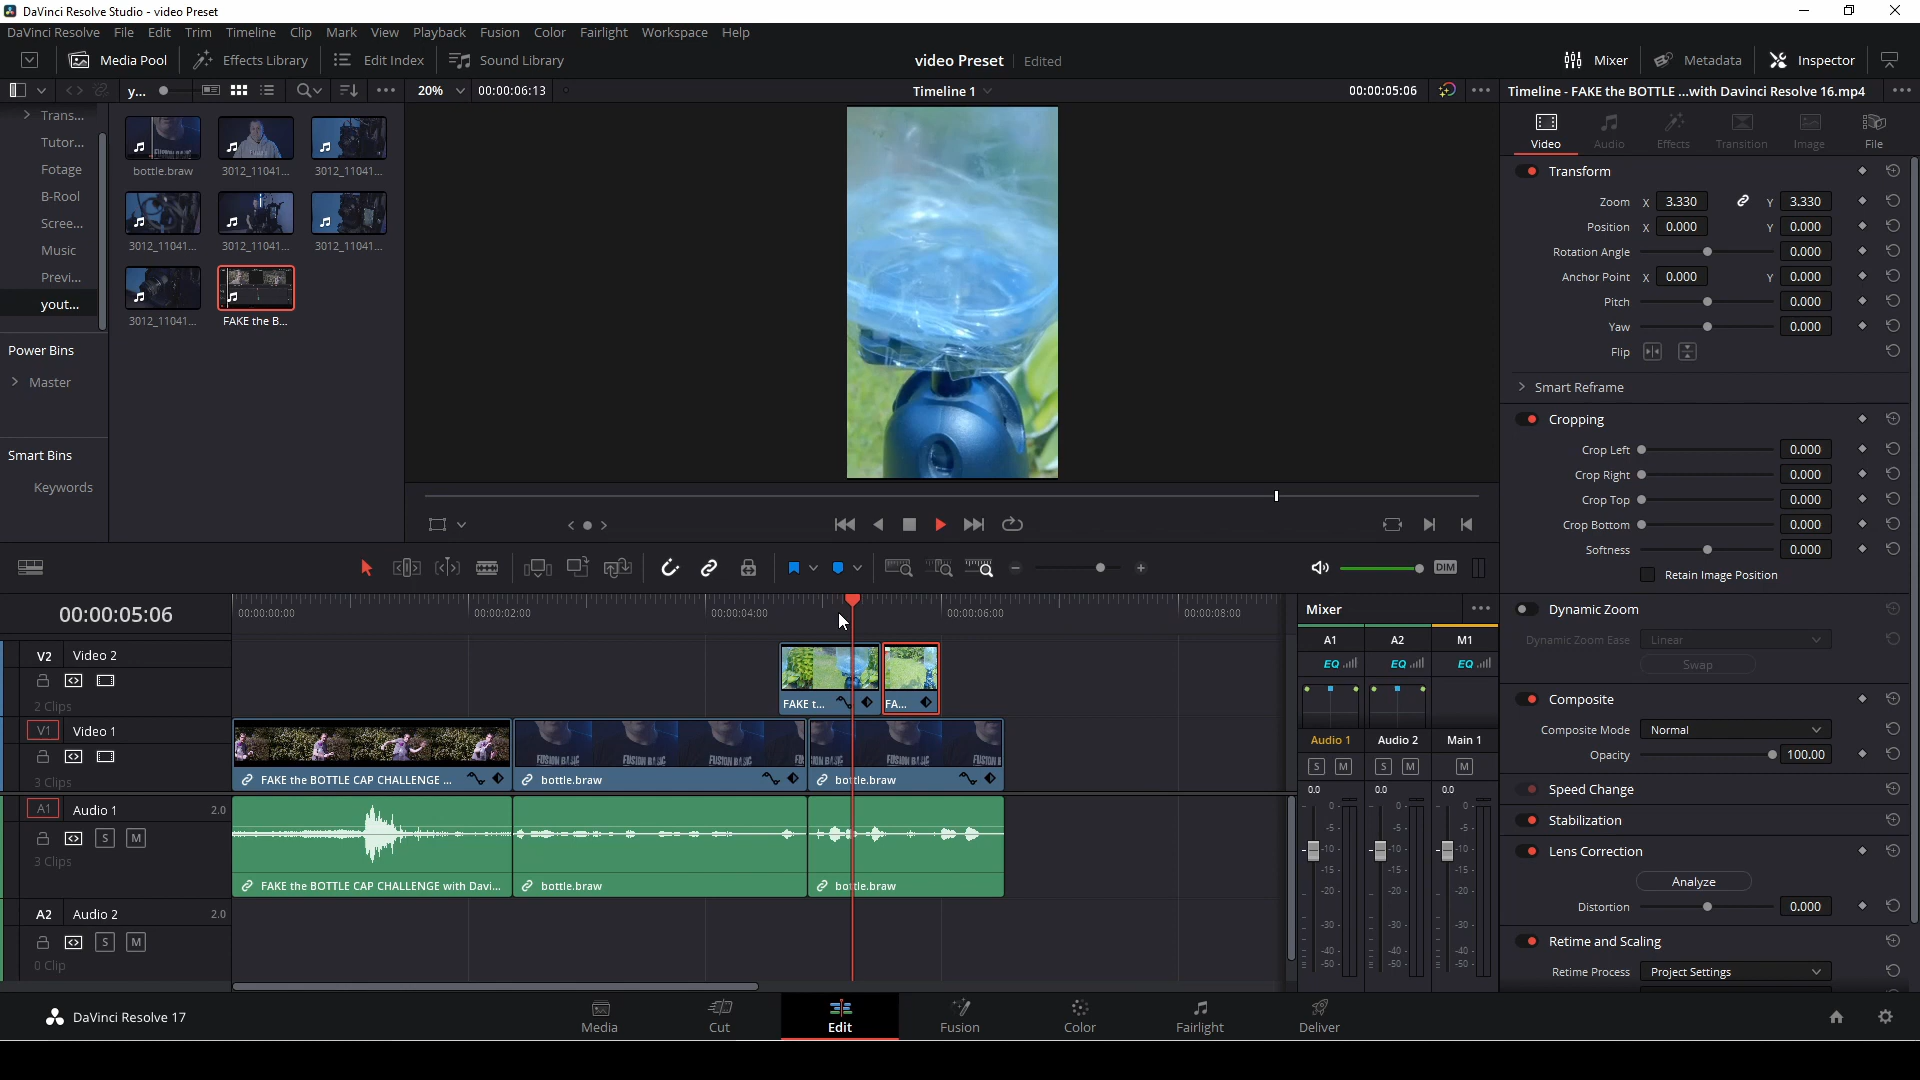 DaVinci Resolve Studio - video Preset
DaVinci Resolve File Edit Trim Timeline Clip Mark View Playback Fusion Color Fairlight Workspace Help
Media Pool Effects Library Edit Index Sound Library video Preset Edited Mixer Metadata Inspector
y... 20% 00:00:06:13 Timeline 1 00:00:05:06 Timeline - FAKE the BOTTLE ...with Davinci Resolve 16.mp4
Trans...
Tutor...
Fotage
B-Rool
Scree...
Music
Previ...
yout...
Power Bins
Master
Smart Bins
Keywords
bottle.braw 3012_11041... 3012_11041...
3012_11041... 3012_11041... 3012_11041...
3012_11041... FAKE the B...
Video Audio Effects Transition Image File
Transform
Zoom X 3.330 Y 3.330
Position X 0.000 Y 0.000
Rotation Angle 0.000
Anchor Point X 0.000 Y 0.000
Pitch 0.000
Yaw 0.000
Flip
Smart Reframe
Cropping
Crop Left 0.000
Crop Right 0.000
Crop Top 0.000
Crop Bottom 0.000
Softness 0.000
Retain Image Position
Dynamic Zoom
Dynamic Zoom Ease Linear
Swap
Composite
Composite Mode Normal
Opacity 100.00
Speed Change
Stabilization
Lens Correction
Analyze
Distortion 0.000
Retime and Scaling
Retime Process Project Settings
DIM
00:00:05:06
00:00:00:00 00:00:02:00 00:00:04:00 00:00:06:00 00:00:08:00
V2 Video 2
2 Clips
FAKE t... FA...
V1 Video 1
3 Clips
FAKE the BOTTLE CAP CHALLENGE ... bottle.braw bottle.braw
A1 Audio 1 2.0
S M
3 Clips
FAKE the BOTTLE CAP CHALLENGE with Davi... bottle.braw bottle.braw
A2 Audio 2 2.0
S M
0 Clip
Mixer
A1 A2 M1
EQ EQ EQ
Audio 1 Audio 2 Main 1
S M S M M
0.0 0.0 0.0
0- 0- 0-
-5- -5- -5-
-10- -10- -10-
-15- -15- -15-
-20- -20- -20-
-30- -30- -30-
-40- -40- -40-
-50- -50- -50-
DaVinci Resolve 17
Media Cut Edit Fusion Color Fairlight Deliver